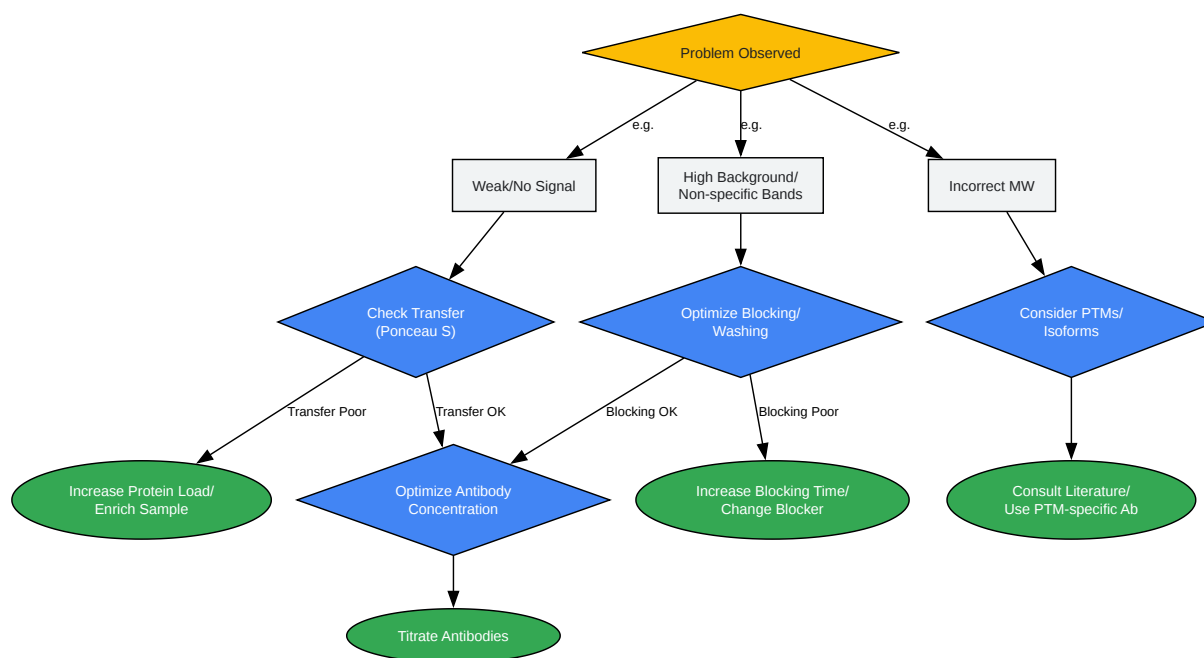 Problem Observed
e.g.
e.g.
e.g.
Weak/No Signal
High Background/
Non-specific Bands
Incorrect MW
Check Transfer
(Ponceau S)
Optimize Blocking/
Washing
Consider PTMs/
Isoforms
Transfer Poor
Transfer OK
Blocking OK
Blocking Poor
Increase Protein Load/
Enrich Sample
Optimize Antibody
Concentration
Increase Blocking Time/
Change Blocker
Consult Literature/
Use PTM-specific Ab
Titrate Antibodies